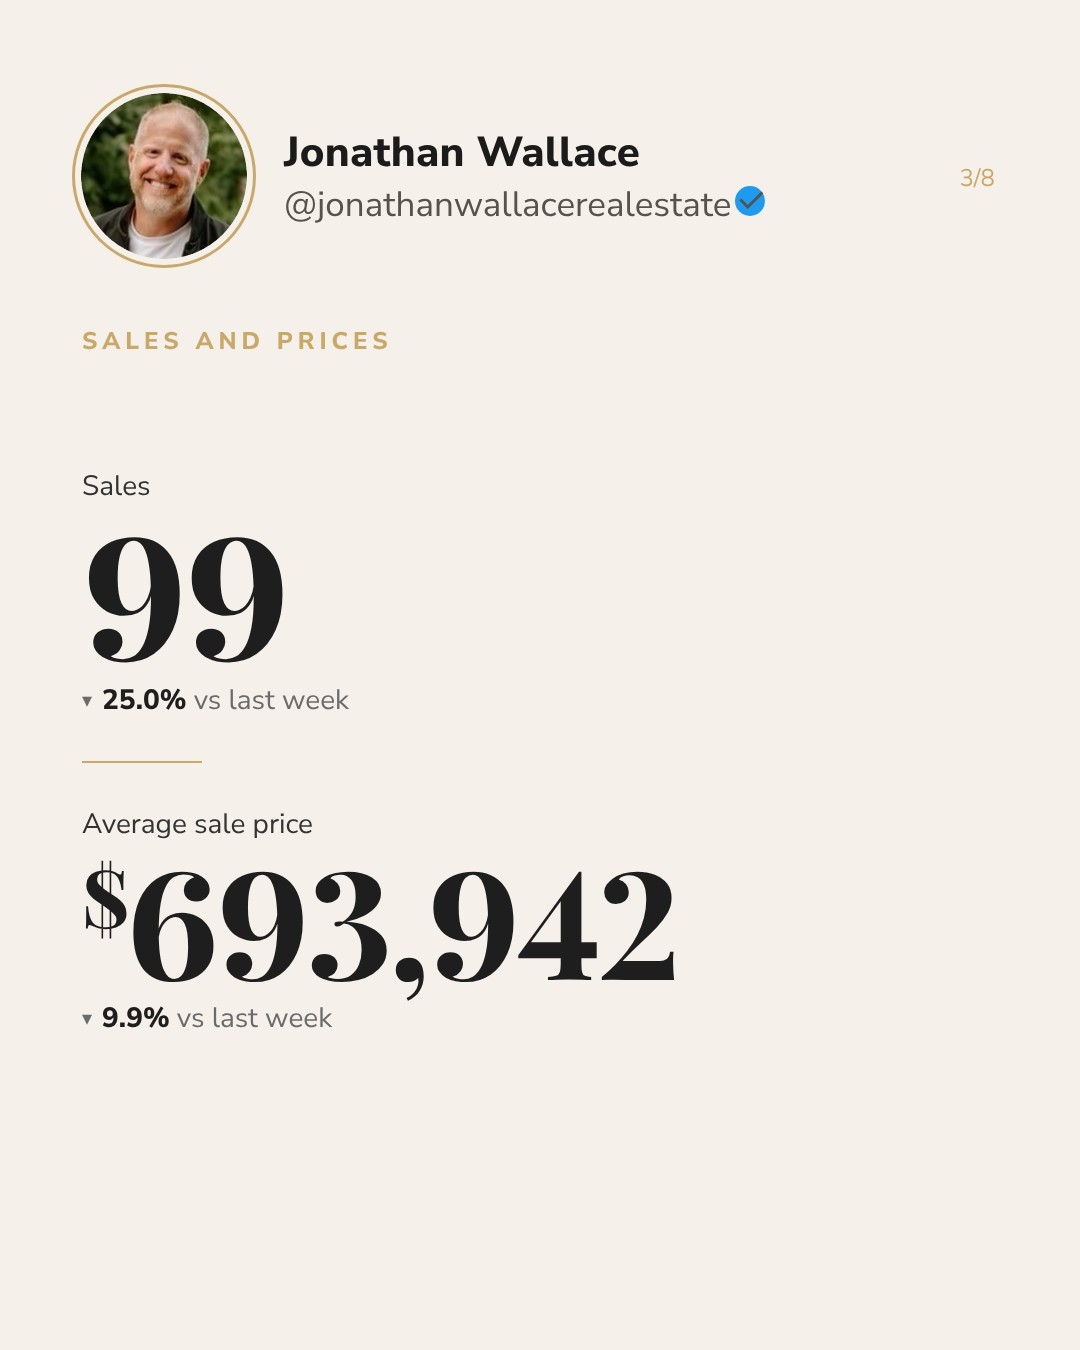 Jonathan Wallace
@jonathanwallacerealestate
3/8
SALES AND PRICES
Sales
99
▼ 25.0% vs last week
Average sale price
$693,942
▼ 9.9% vs last week